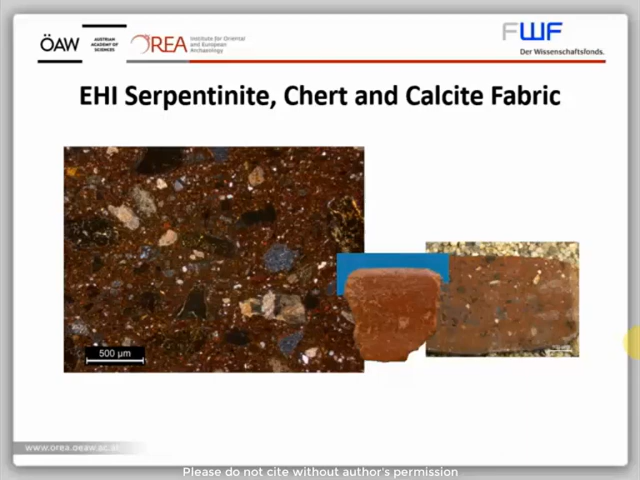 ÖAW
AUSTRIAN
ACADEMY OF
SCIENCES
OREA
Institute for Oriental
and European
Archaeology
FWF
Der Wissenschaftsfonds.
EHI Serpentinite, Chert and Calcite Fabric
500 µm
www.orea.oeaw.ac.at
Please do not cite without author's permission